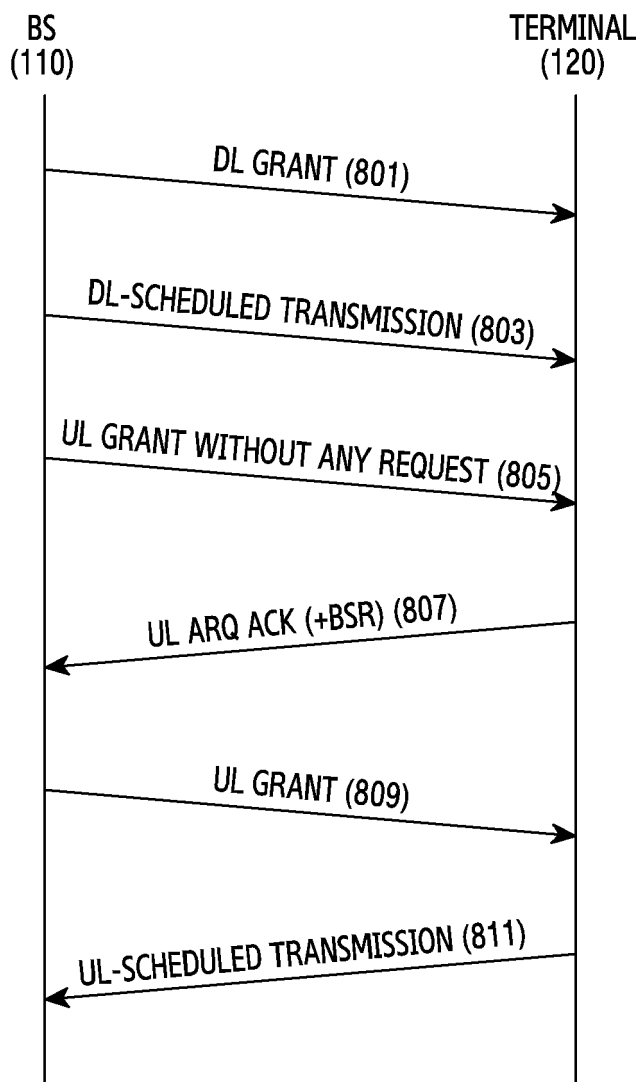 BS
(110)
TERMINAL
(120)
DL GRANT (801)
DL-SCHEDULED TRANSMISSION (803)
UL GRANT WITHOUT ANY REQUEST (805)
UL ARQ ACK (+BSR) (807)
UL GRANT (809)
UL-SCHEDULED TRANSMISSION (811)